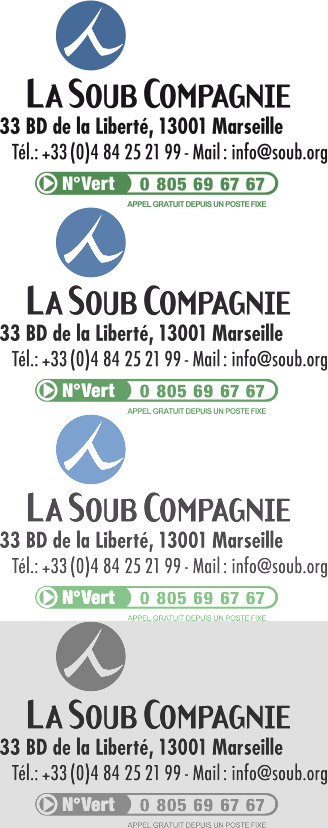 LA SOUB COMPAGNIE
33 BD de la Liberté, 13001 Marseille
Tél.: +33 (0)4 84 25 21 99 - Mail : info@soub.org
N°Vert 0 805 69 67 67
APPEL GRATUIT DEPUIS UN POSTE FIXE
LA SOUB COMPAGNIE
33 BD de la Liberté, 13001 Marseille
Tél.: +33 (0)4 84 25 21 99 - Mail : info@soub.org
N°Vert 0 805 69 67 67
APPEL GRATUIT DEPUIS UN POSTE FIXE
LA SOUB COMPAGNIE
33 BD de la Liberté, 13001 Marseille
Tél.: +33 (0)4 84 25 21 99 - Mail : info@soub.org
N°Vert 0 805 69 67 67
APPEL GRATUIT DEPUIS UN POSTE FIXE
LA SOUB COMPAGNIE
33 BD de la Liberté, 13001 Marseille
Tél.: +33 (0)4 84 25 21 99 - Mail : info@soub.org
N°Vert 0 805 69 67 67
APPEL GRATUIT DEPUIS UN POSTE FIXE